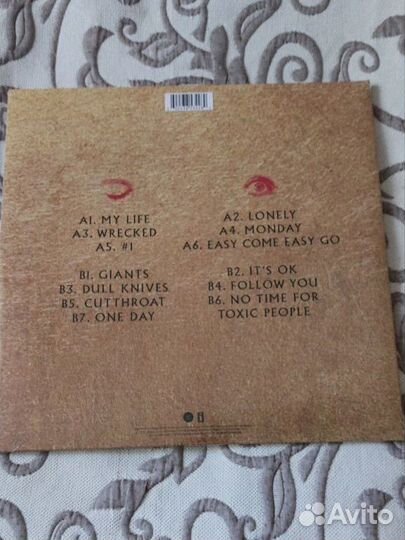 A1. MY LIFE
A3. WRECKED
A5. #1
A2. LONELY
A4. MONDAY
A6. EASY COME EASY GO
B1. GIANTS
B3. DULL KNIVES
B5. CUTTHROAT
B7. ONE DAY
B2. IT'S OK
B4. FOLLOW YOU
B6. NO TIME FOR
TOXIC PEOPLE
Avito